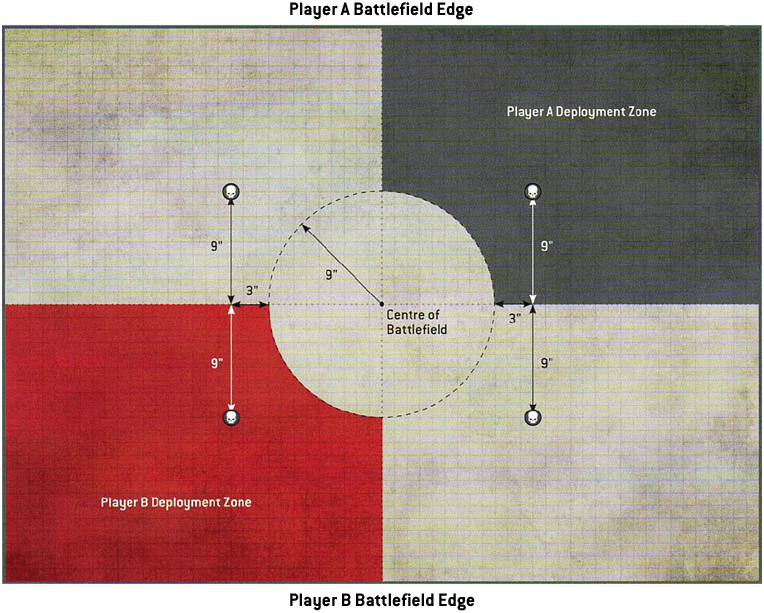 Player A Battlefield Edge
Player A Deployment Zone
9"
9"
9"
3"
3"
Centre of
Battlefield
9"
9"
Player B Deployment Zone
Player B Battlefield Edge